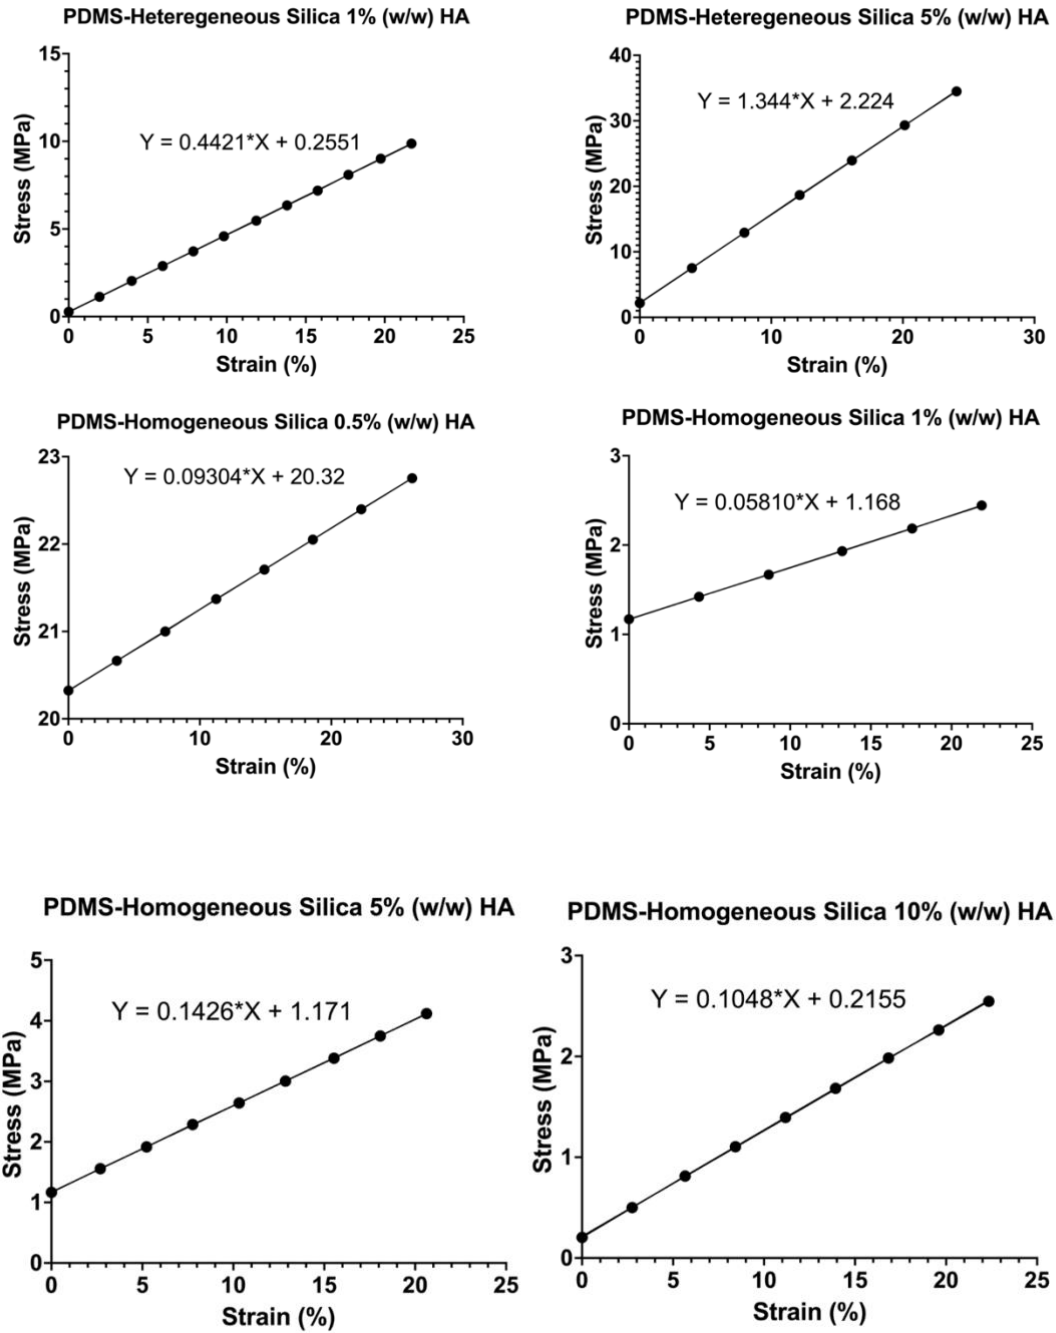 PDMS-Heteregeneous Silica 1% (w/w) HA
15
10
5
0
Stress (MPa)
Y = 0.4421*X + 0.2551
0 5 10 15 20 25
Strain (%)
PDMS-Heteregeneous Silica 5% (w/w) HA
40
30
20
10
0
Stress (MPa)
Y = 1.344*X + 2.224
0 10 20 30
Strain (%)
PDMS-Homogeneous Silica 0.5% (w/w) HA
23
22
21
20
Stress (MPa)
Y = 0.09304*X + 20.32
0 10 20 30
Strain (%)
PDMS-Homogeneous Silica 1% (w/w) HA
3
2
1
0
Stress (MPa)
Y = 0.05810*X + 1.168
0 5 10 15 20 25
Strain (%)
PDMS-Homogeneous Silica 5% (w/w) HA
5
4
3
2
1
0
Stress (MPa)
Y = 0.1426*X + 1.171
0 5 10 15 20 25
Strain (%)
PDMS-Homogeneous Silica 10% (w/w) HA
3
2
1
0
Stress (MPa)
Y = 0.1048*X + 0.2155
0 5 10 15 20 25
Strain (%)